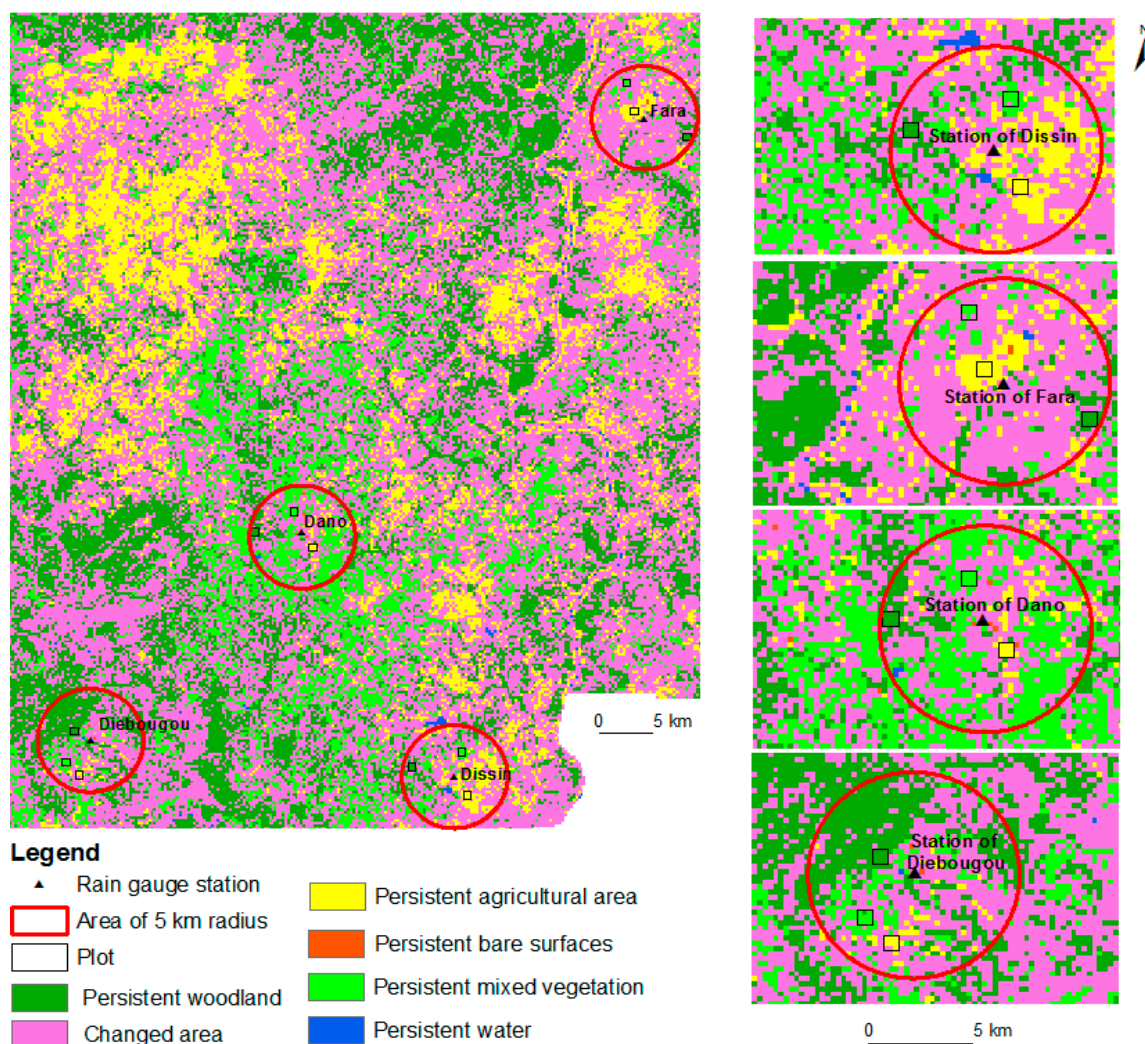 Fara
Dano
Diebougou
Dissin
0 5 km
N
Station of Dissin
Station of Fara
Station of Dano
Station of
Diebougou
0 5 km
Legend
Rain gauge station
Area of 5 km radius
Plot
Persistent woodland
Changed area
Persistent agricultural area
Persistent bare surfaces
Persistent mixed vegetation
Persistent water